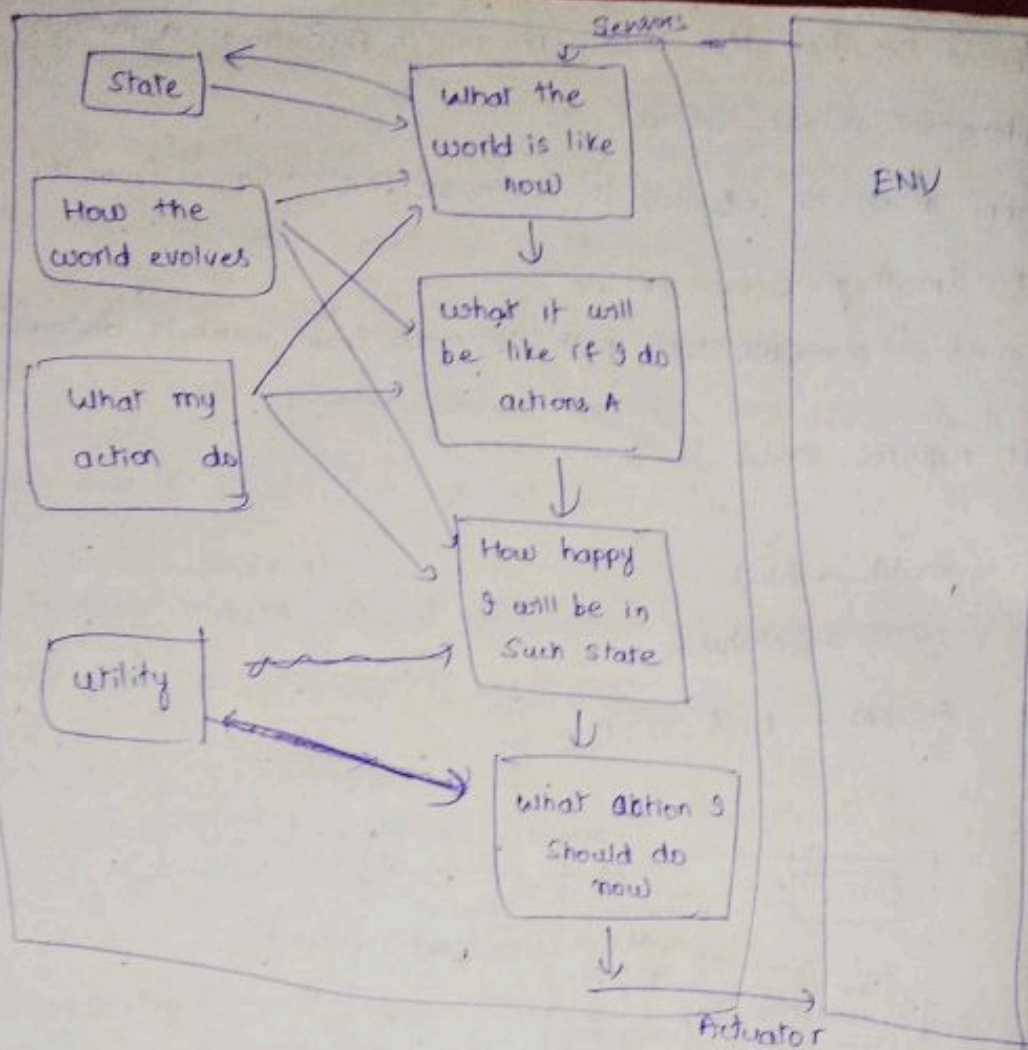 Sensors
State
What the
world is like
now
ENV
How the
world evolves
What it will
be like if I do
actions A
What my
action do
How happy
I will be in
Such state
Utility
What action I
Should do
now
Actuator